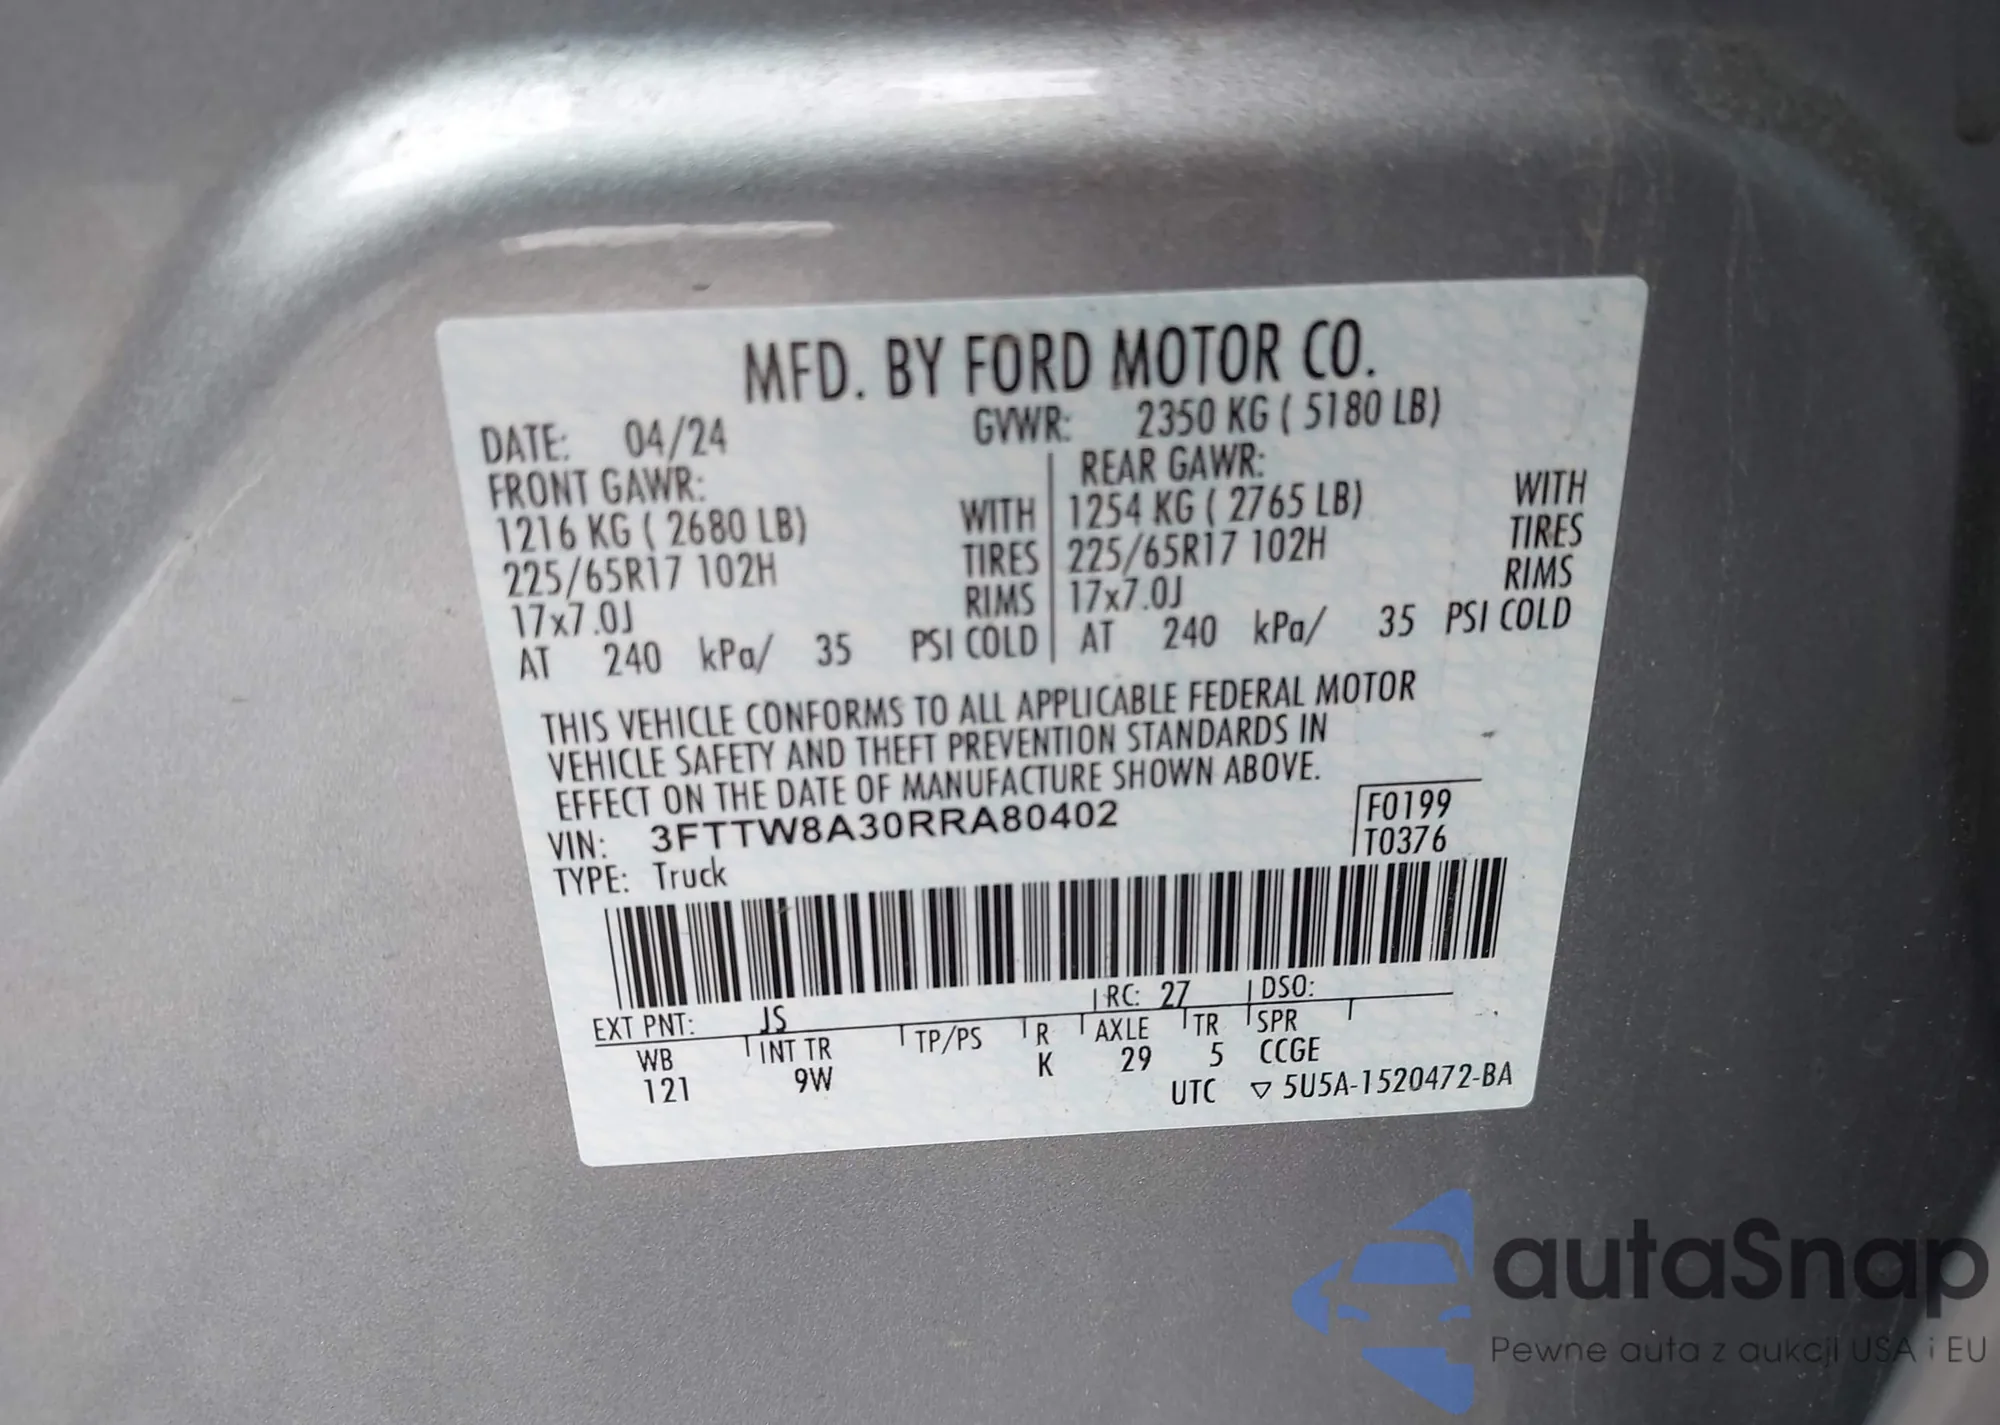 MFD. BY FORD MOTOR CO.
DATE: 04/24 GVWR: 2350 KG ( 5180 LB)
FRONT GAWR: REAR GAWR:
1216 KG ( 2680 LB) WITH 1254 KG ( 2765 LB) WITH
225/65R17 102H TIRES 225/65R17 102H TIRES
17x7.0J RIMS 17x7.0J RIMS
AT 240 kPa/ 35 PSI COLD AT 240 kPa/ 35 PSI COLD
THIS VEHICLE CONFORMS TO ALL APPLICABLE FEDERAL MOTOR
VEHICLE SAFETY AND THEFT PREVENTION STANDARDS IN
EFFECT ON THE DATE OF MANUFACTURE SHOWN ABOVE.
VIN: 3FTTW8A30RRA80402 F0199
TYPE: Truck T0376
EXT PNT: JS RC: 27 DSO:
WB INT TR TP/PS R AXLE TR SPR
121 9W K 29 5 CCGE
UTC ▽ 5U5A-1520472-BA
autaSnap
Pewne auta z aukcji USA i EU